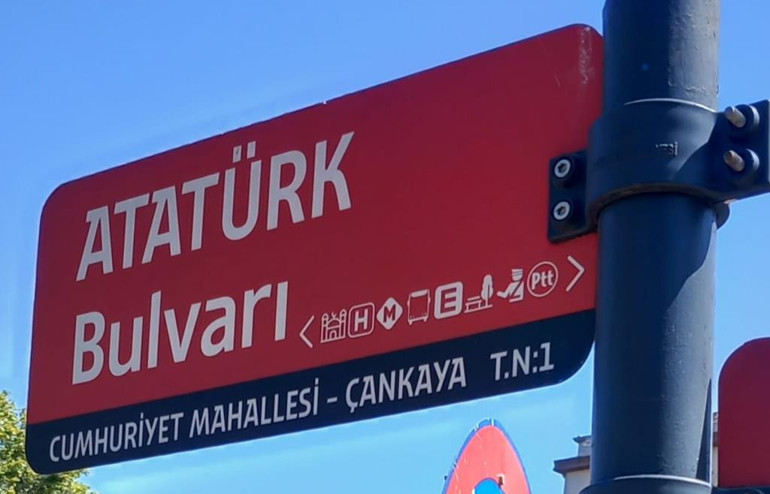 ATATÜRK
Bulvarı
< H M E Ptt >
CUMHURİYET MAHALLESİ - ÇANKAYA T.N:1